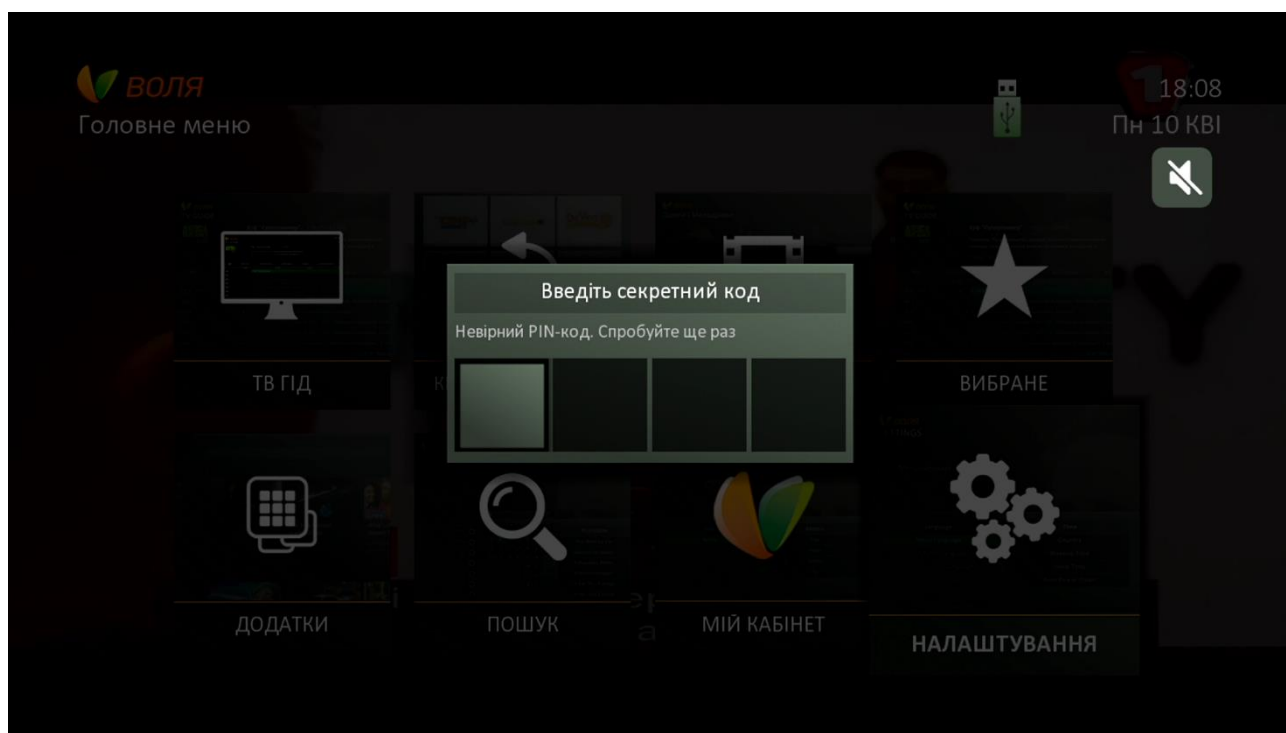 воля
Головне меню
1
18:08
Пн 10 КВІ
Введіть секретний код
Невірний PIN-код. Спробуйте ще раз
ТВ ГІД
К
ВИБРАНЕ
Y
ДОДАТКИ
ПОШУК
МІЙ КАБІНЕТ
НАЛАШТУВАННЯ